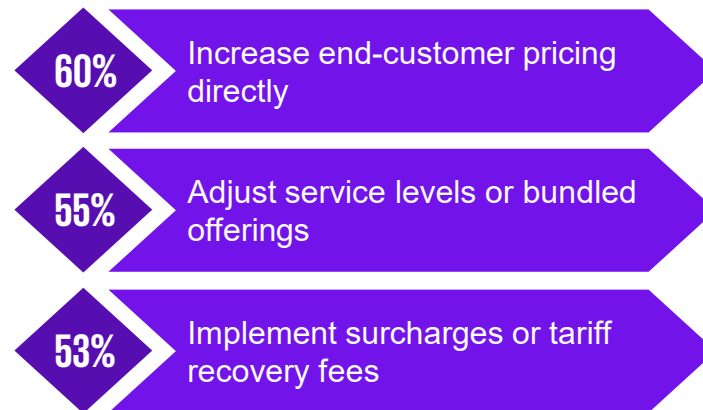 60%
Increase end-customer pricing
directly
55%
Adjust service levels or bundled
offerings
53%
Implement surcharges or tariff
recovery fees